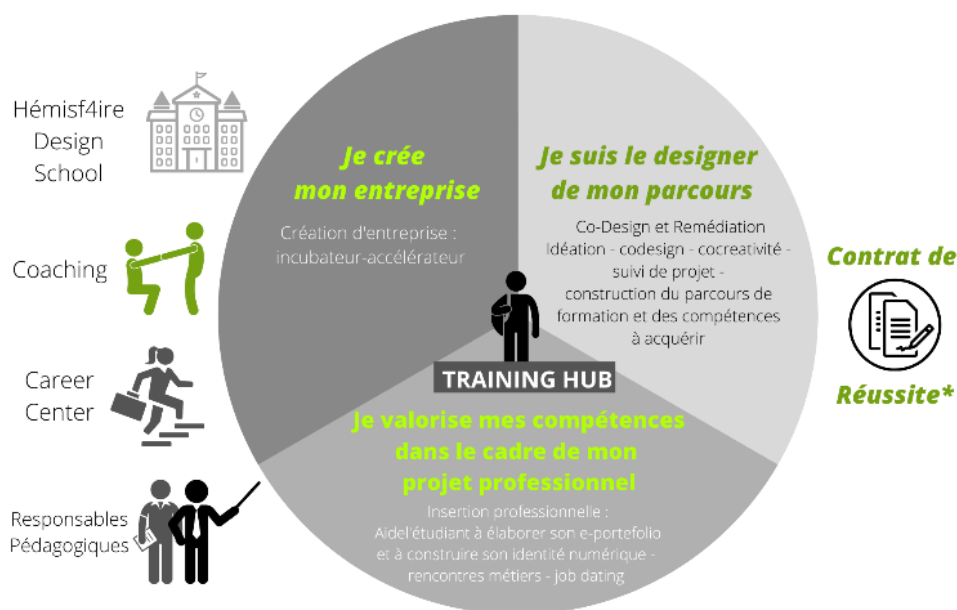 Hémisf4ire
Design
School
Coaching
Career
Center
Responsables
Pédagogiques
Je crée
mon entreprise
Création d'entreprise :
incubateur-accélérateur
Je suis le designer
de mon parcours
Co-Design et Remédiation
Idéation - codesign - cocreativité -
suivi de projet -
construction du parcours de
formation et des compétences
à acquérir
TRAINING HUB
Je valorise mes compétences
dans le cadre de mon
projet professionnel
Insertion professionnelle :
Aidel'étudiant à élaborer son e-portefolio
et à construire son identité numérique -
rencontres métiers - job dating
Contrat de
Réussite*